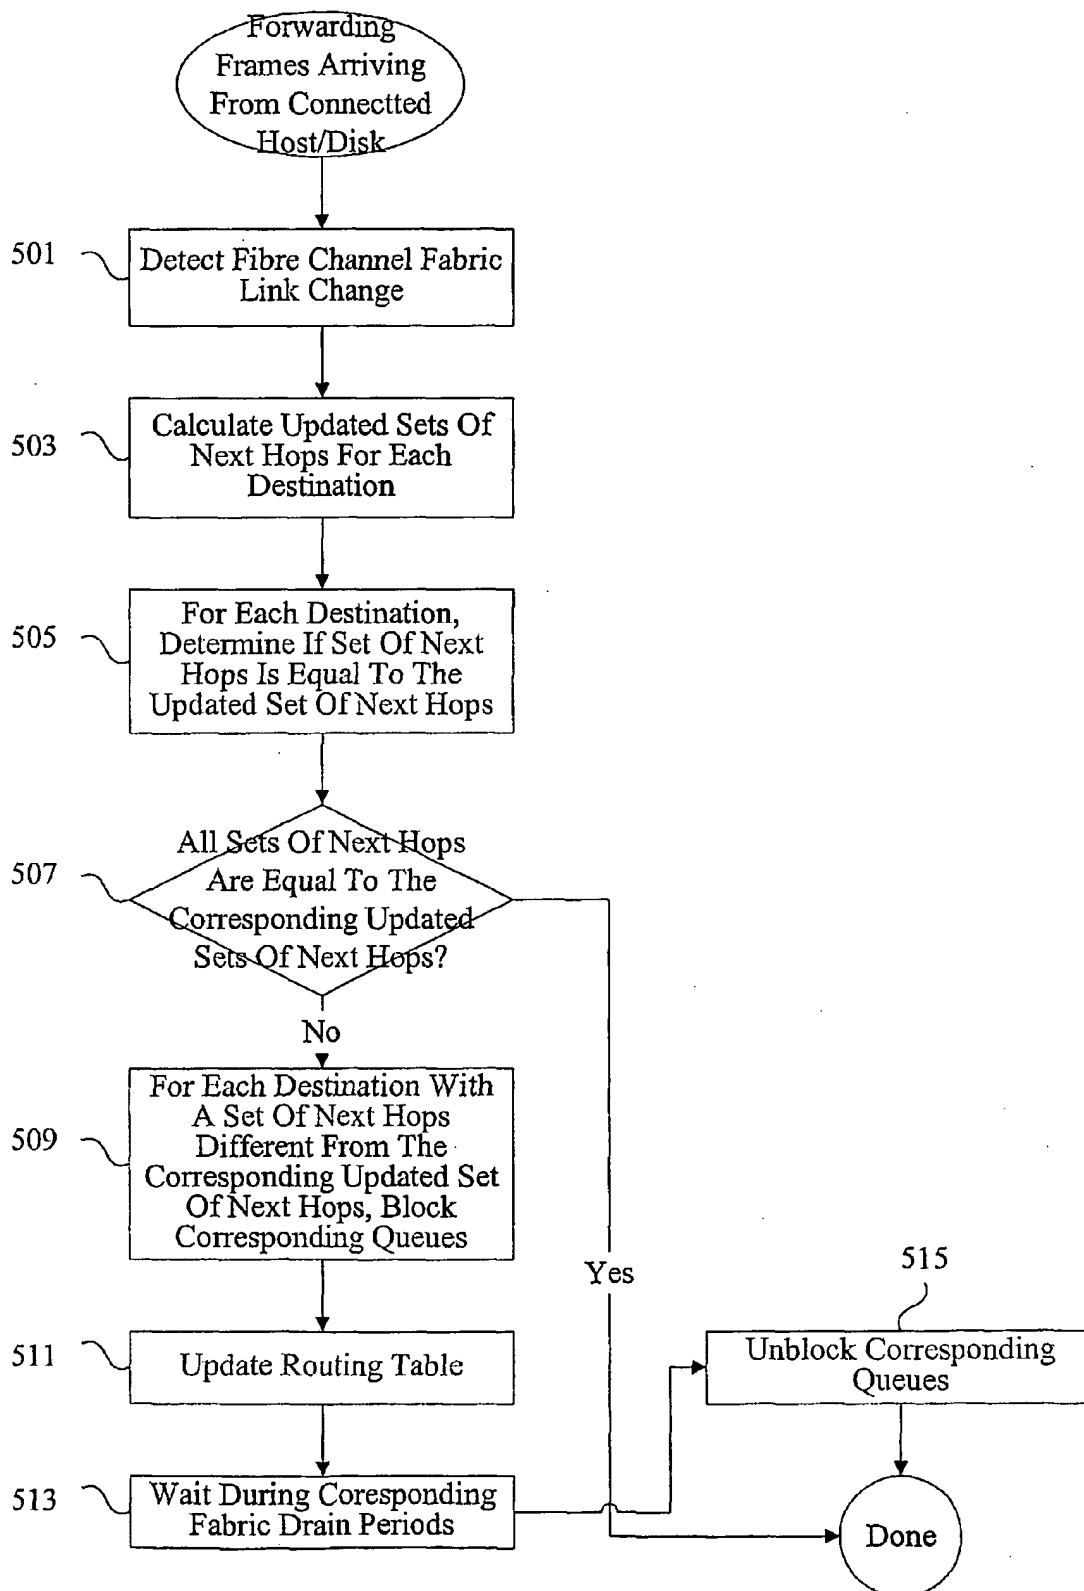 Forwarding
Frames Arriving
From Connectted
Host/Disk
501
Detect Fibre Channel Fabric
Link Change
503
Calculate Updated Sets Of
Next Hops For Each
Destination
505
For Each Destination,
Determine If Set Of Next
Hops Is Equal To The
Updated Set Of Next Hops
507
All Sets Of Next Hops
Are Equal To The
Corresponding Updated
Sets Of Next Hops?
No
509
For Each Destination With
A Set Of Next Hops
Different From The
Corresponding Updated Set
Of Next Hops, Block
Corresponding Queues
Yes
511
Update Routing Table
513
Wait During Coresponding
Fabric Drain Periods
515
Unblock Corresponding
Queues
Done